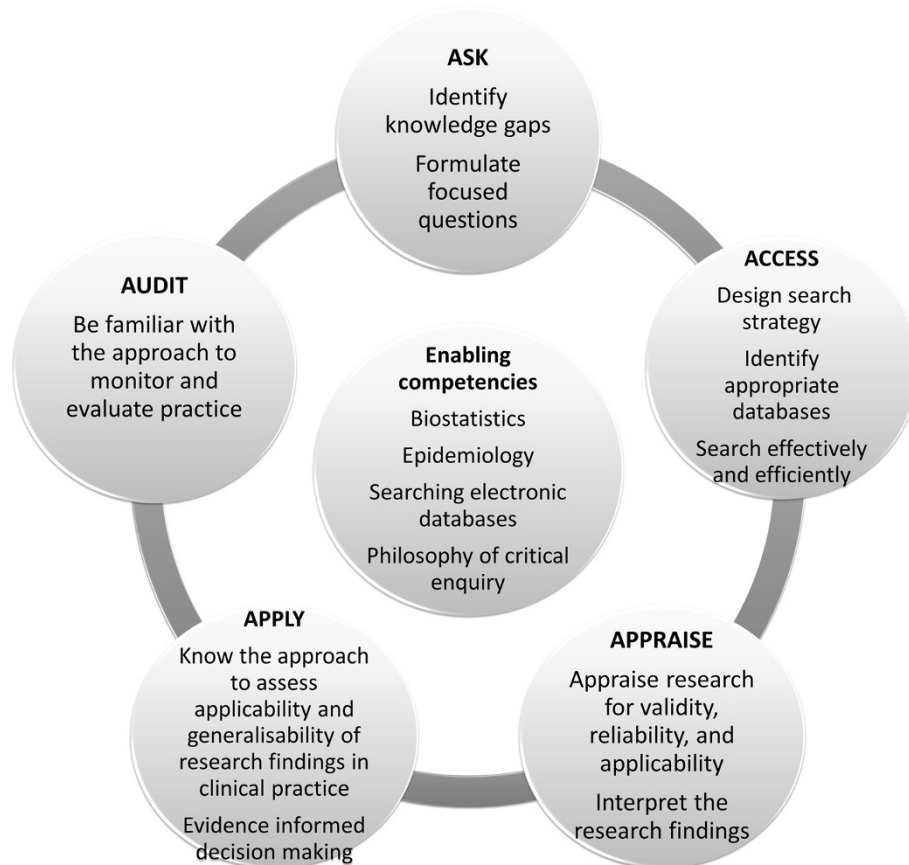 ASK
Identify
knowledge gaps
Formulate
focused
questions
ACCESS
Design search
strategy
Identify
appropriate
databases
Search effectively
and efficiently
APPRAISE
Appraise research
for validity,
reliability, and
applicability
Interpret the
research findings
APPLY
Know the approach
to assess
applicability and
generalisability of
research findings in
clinical practice
Evidence informed
decision making
AUDIT
Be familiar with
the approach to
monitor and
evaluate practice
Enabling
competencies
Biostatistics
Epidemiology
Searching electronic
databases
Philosophy of critical
enquiry